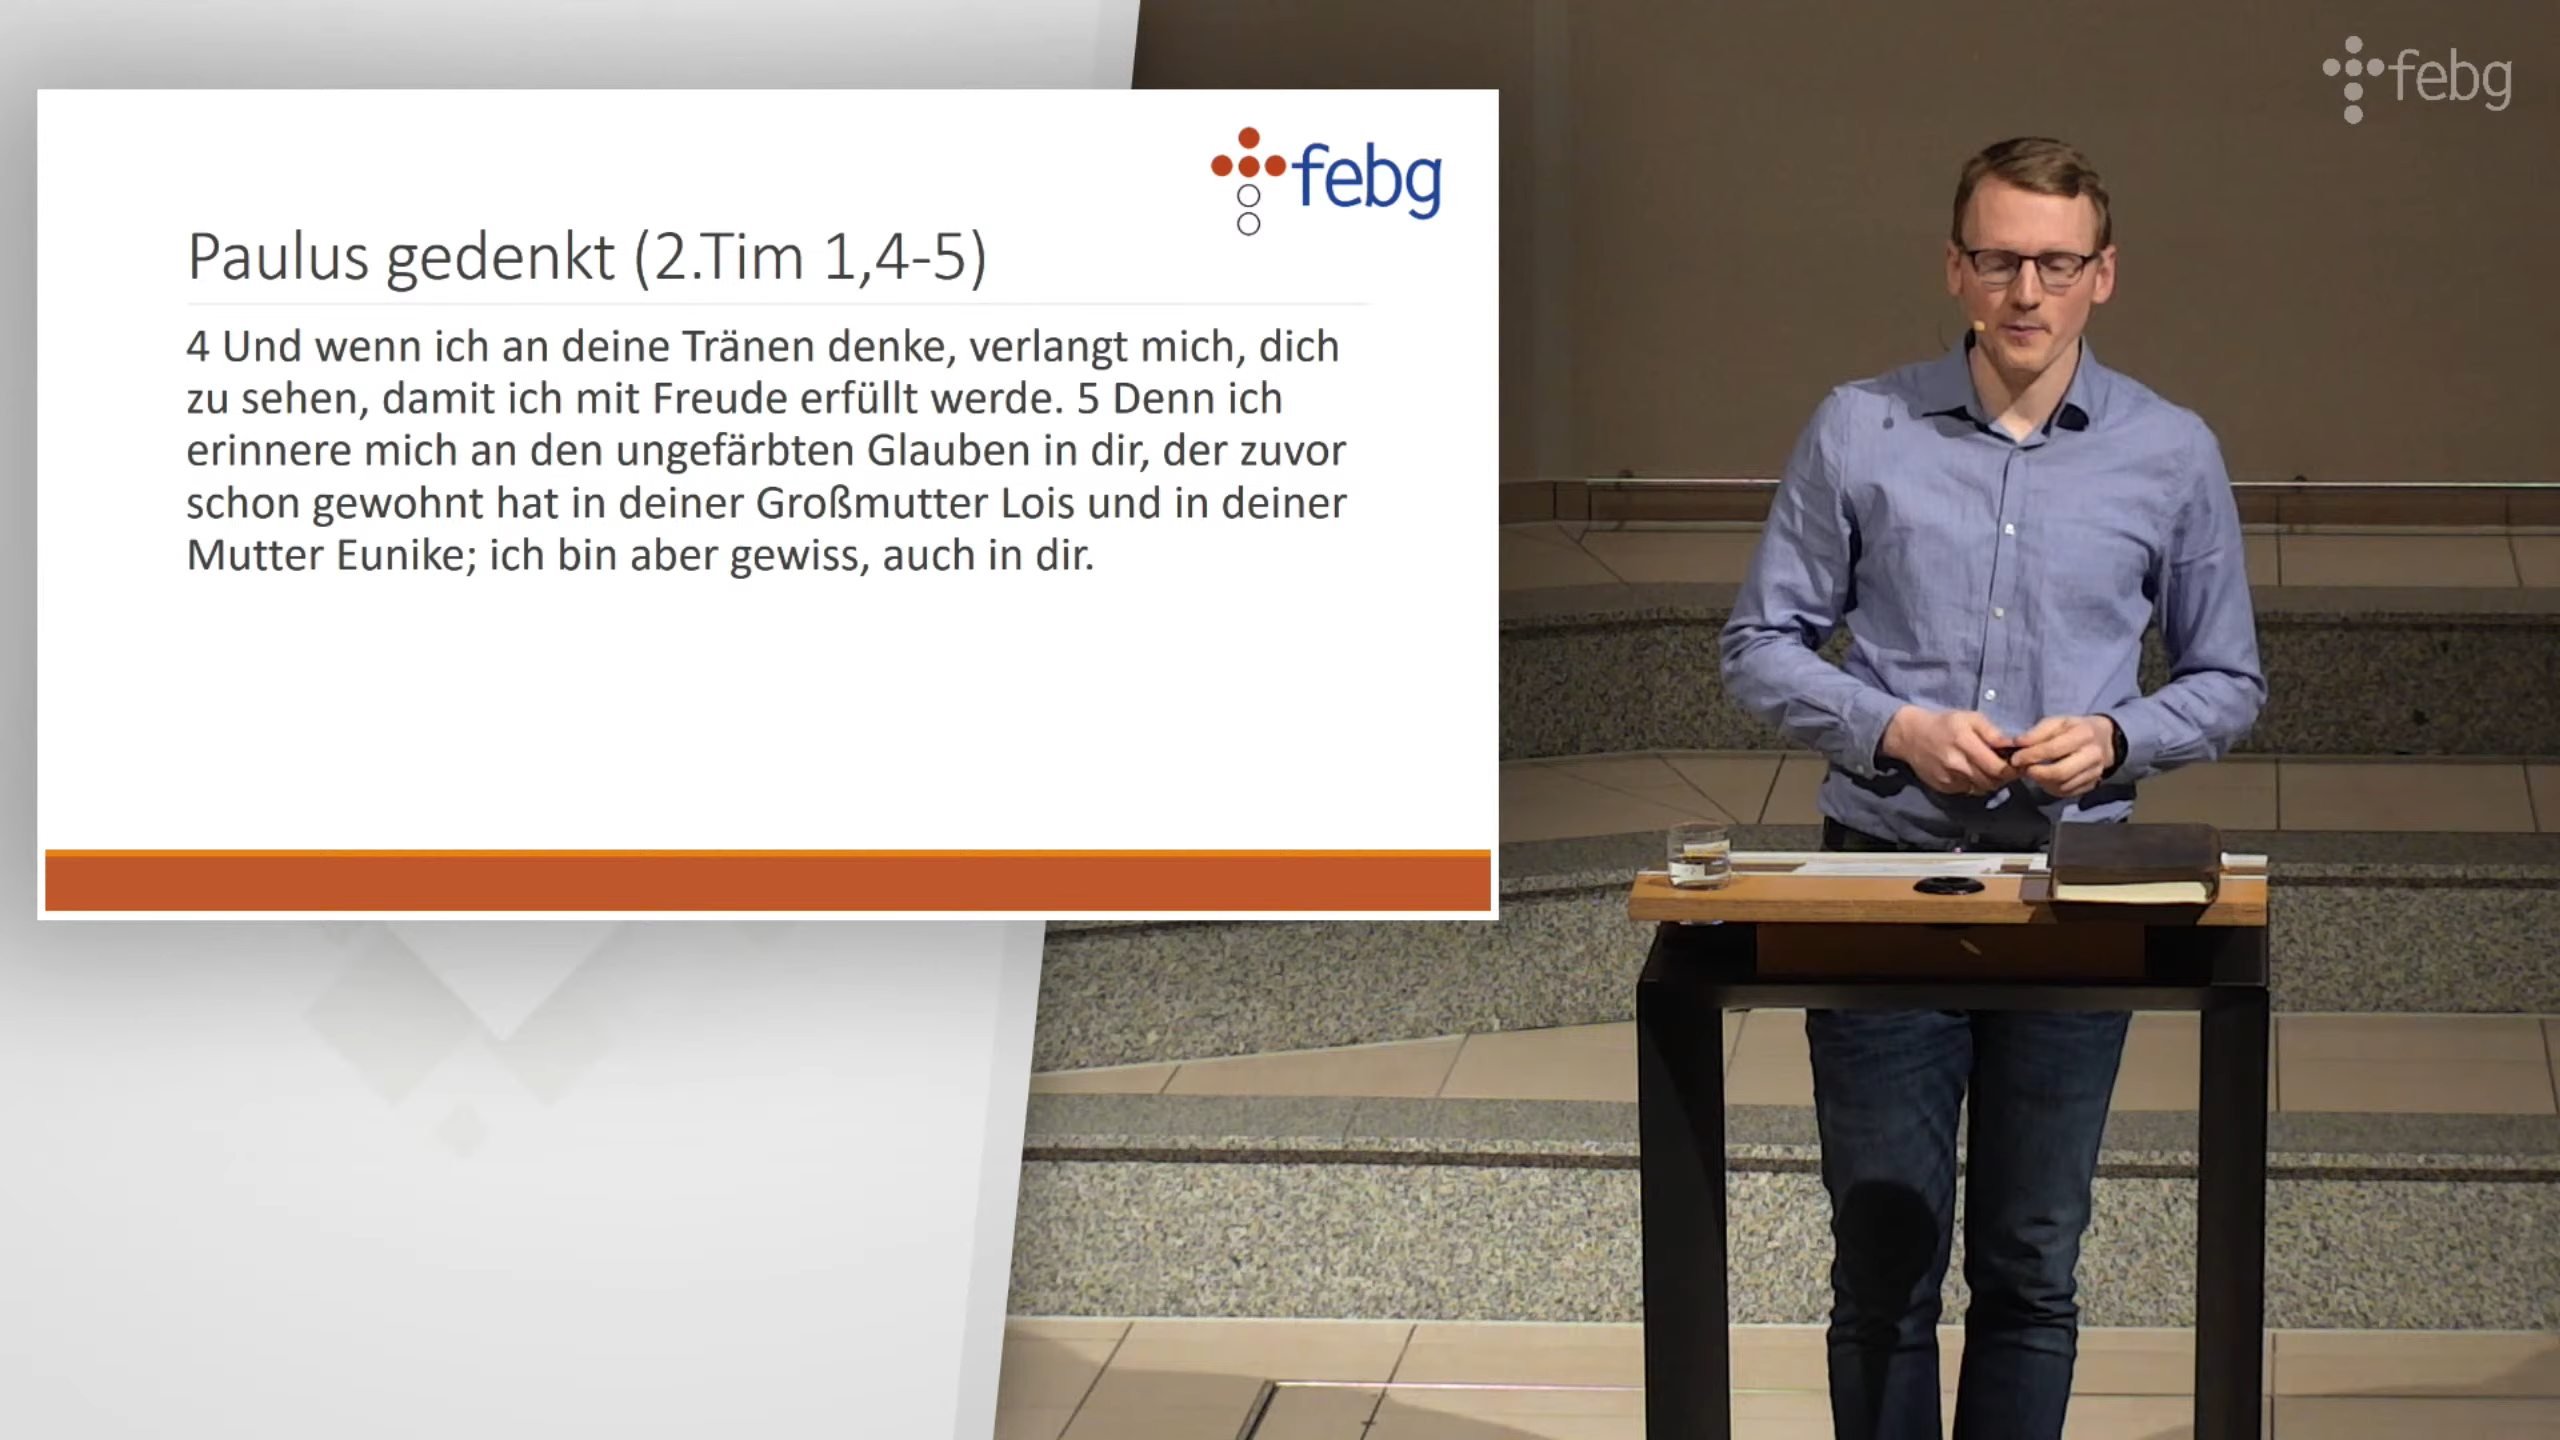 febg
febg
Paulus gedenkt (2.Tim 1,4-5)
4 Und wenn ich an deine Tränen denke, verlangt mich, dich
zu sehen, damit ich mit Freude erfüllt werde. 5 Denn ich
erinnere mich an den ungefärbten Glauben in dir, der zuvor
schon gewohnt hat in deiner Großmutter Lois und in deiner
Mutter Eunike; ich bin aber gewiss, auch in dir.